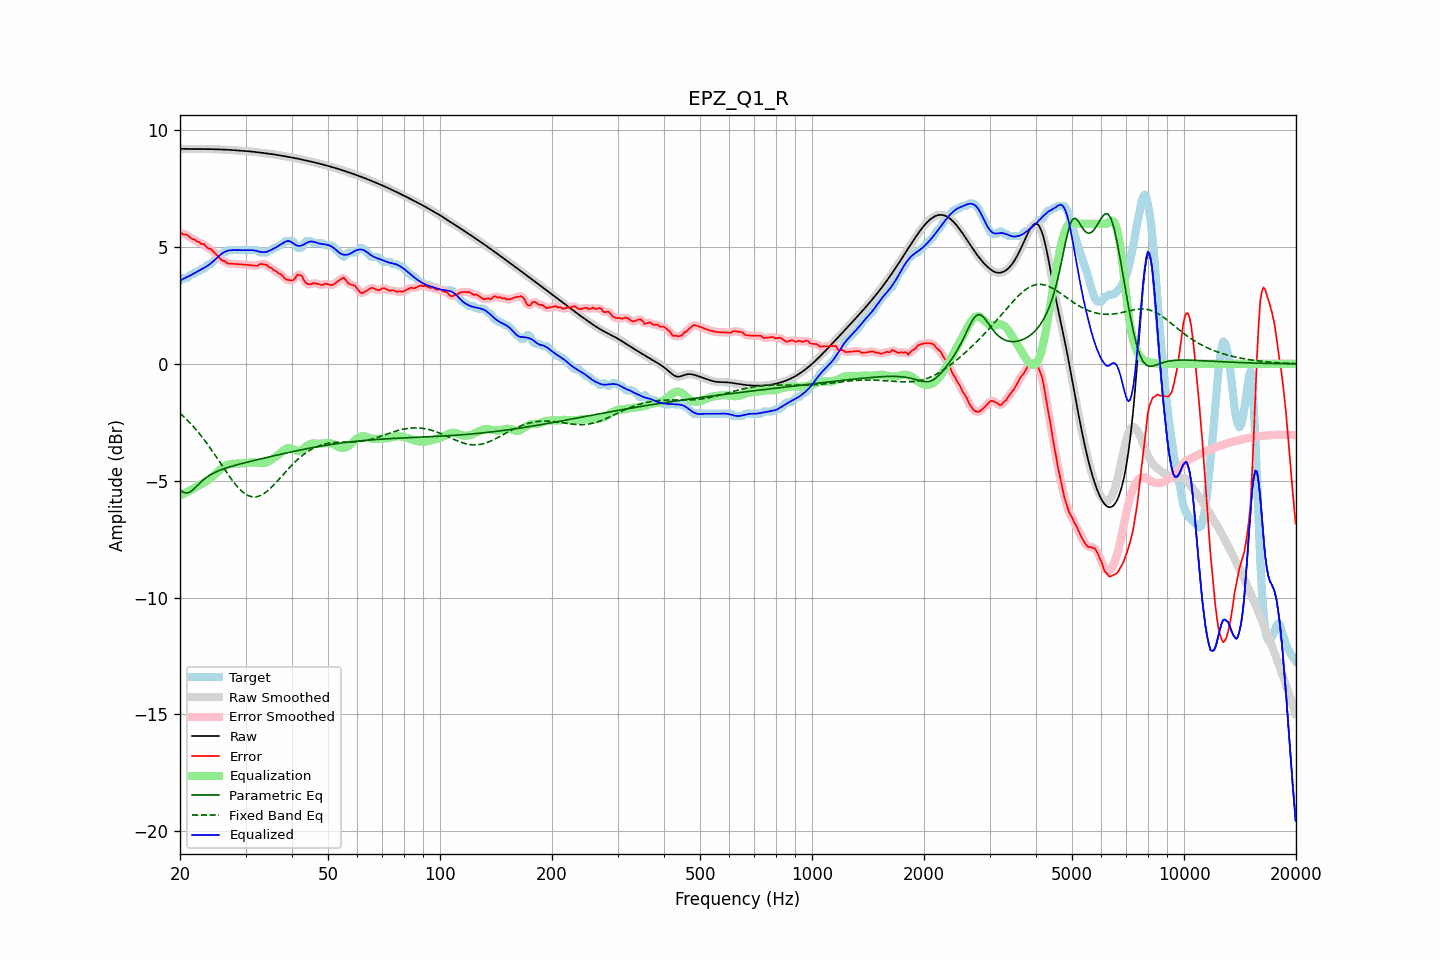 EPZ_Q1_R
Amplitude (dBr)
10
5
0
−5
−10
−15
−20
Target
Raw Smoothed
Error Smoothed
Raw
Error
Equalization
Parametric Eq
Fixed Band Eq
Equalized
20 50 100 200 500 1000 2000 5000 10000 20000
Frequency (Hz)